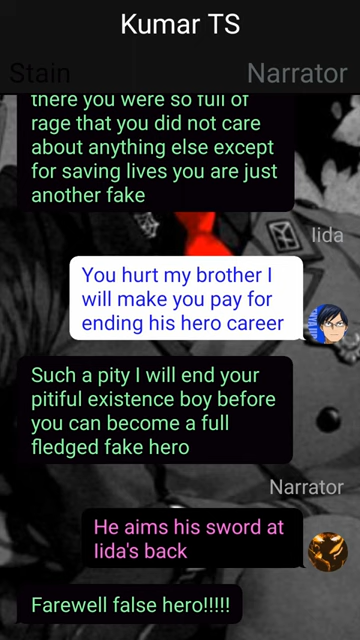 Kumar TS
Stain
Narrator
there you were so full of
rage that you did not care
about anything else except
for saving lives you are just
another fake
Iida
You hurt my brother I
will make you pay for
ending his hero career
Such a pity I will end your
pitiful existence boy before
you can become a full
fledged fake hero
Narrator
He aims his sword at
Iida's back
Farewell false hero!!!!!